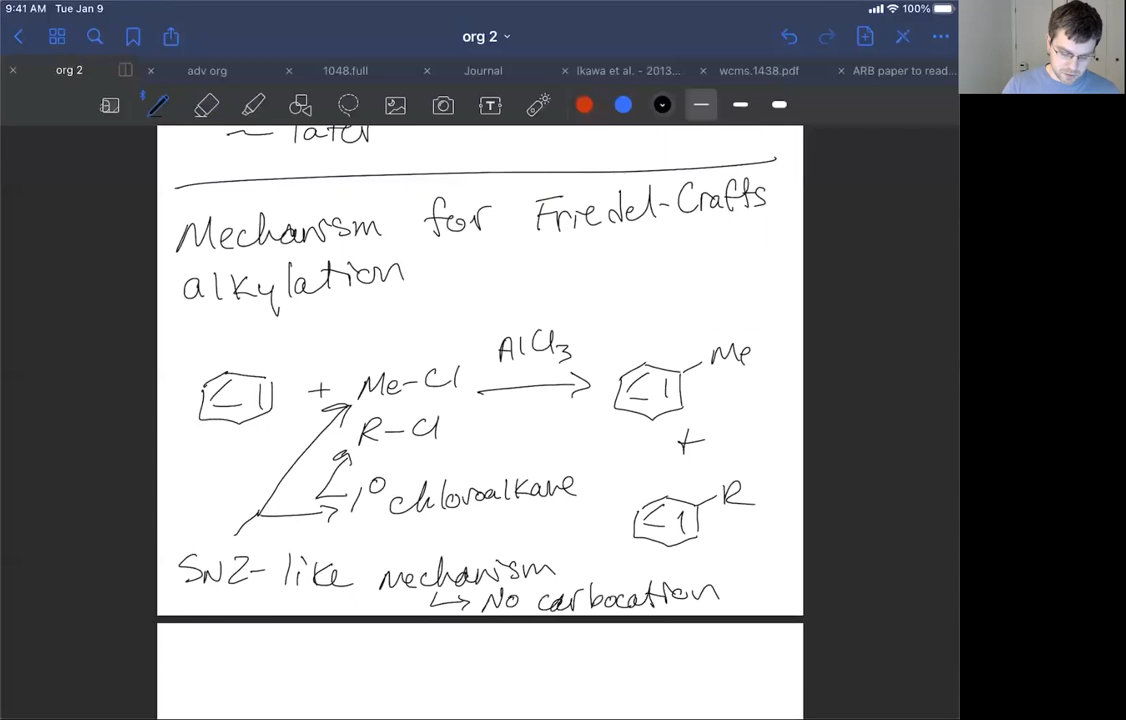 9:41 AM Tue Jan 9
100%
org 2
org 2
adv org
1048.full
Journal
Ikawa et al. - 2013...
wcms.1438.pdf
ARB paper to read...
~ later
Mechanism for Friedel-Crafts
alkylation
AlCl3
+ Me-Cl
Me
R-Cl
+
1° chloroalkane
R
SN2-like mechanism
↳ No carbocation